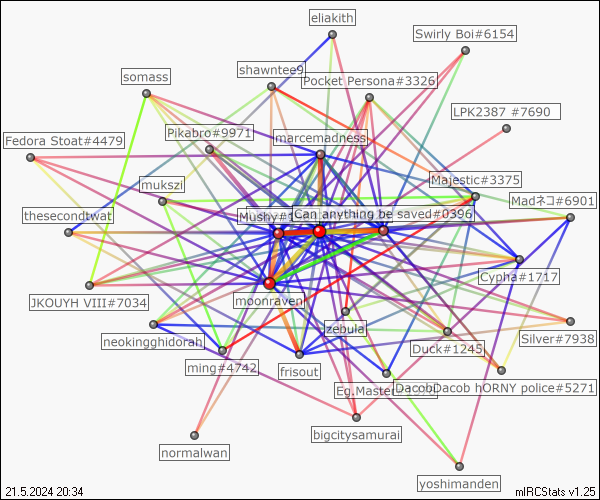 eliakith
Swirly Boi#6154
shawntee9
somass
Pocket Persona#3326
LPK2387 #7690
Pikabro#9971
marcemadness
Fedora Stoat#4479
Majestic#3375
mukszi
Madネコ#6901
thesecondtwat
Mushy#1
Can anything be saved#0396
Cypha#1717
JKOUYH VIII#7034
moonraven
zebula
neokingghidorah
Silver#7938
Duck#1245
ming#4742
frisout
Eg.Master
DacobiDacob hORNY police#5271
bigcitysamurai
normalwan
yoshimanden
21.5.2024 20:34
mIRCStats v1.25